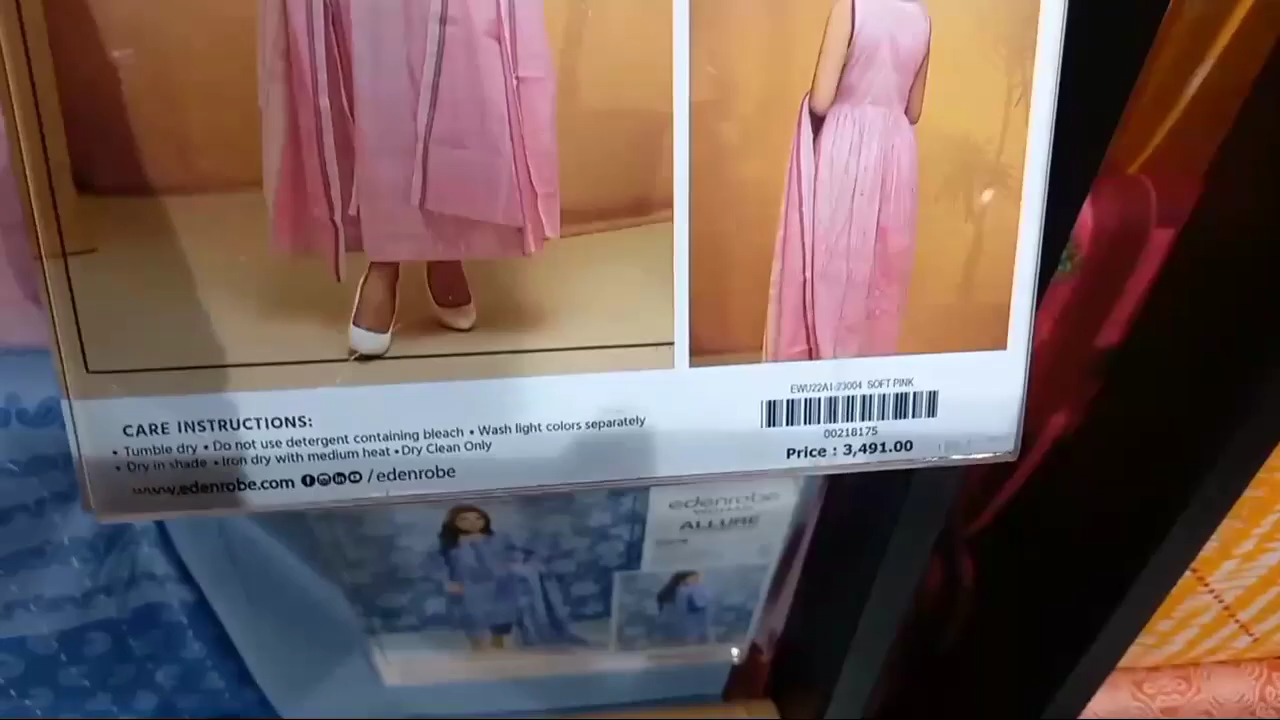 CARE INSTRUCTIONS:
• Tumble dry • Do not use detergent containing bleach • Wash light colors separately
• Dry in shade • Iron dry with medium heat • Dry Clean Only
www.edenrobe.com /edenrobe
EWU22A1-23004 SOFT PINK
00218175
Price : 3,491.00
edenrobe
ALLURE